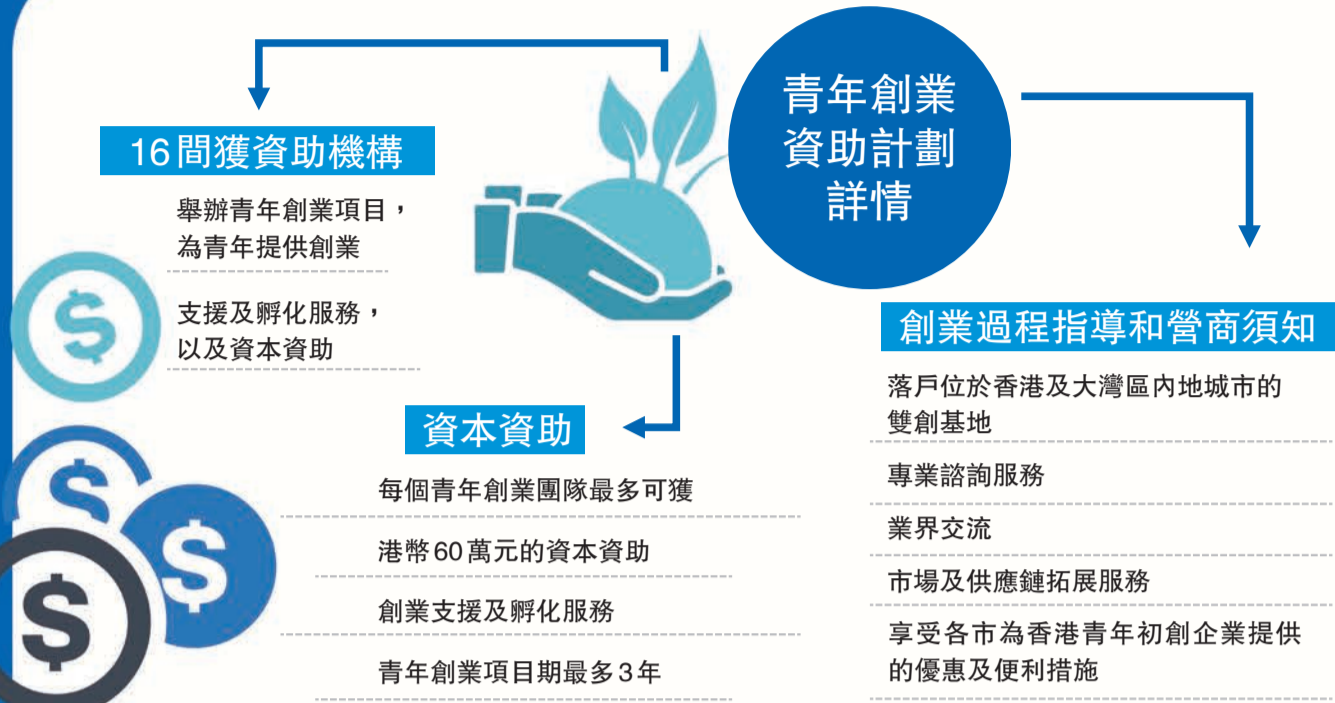 青年創業
資助計劃
詳情
16間獲資助機構
舉辦青年創業項目，
為青年提供創業
支援及孵化服務，
以及資本資助
資本資助
每個青年創業團隊最多可獲
港幣60萬元的資本資助
創業支援及孵化服務
青年創業項目期最多3年
創業過程指導和營商須知
落戶位於香港及大灣區內地城市的
雙創基地
專業諮詢服務
業界交流
市場及供應鏈拓展服務
享受各市為香港青年初創企業提供
的優惠及便利措施
$
$
$
$